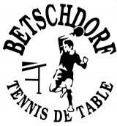 BETSCHDORF
TENNIS DE TABLE